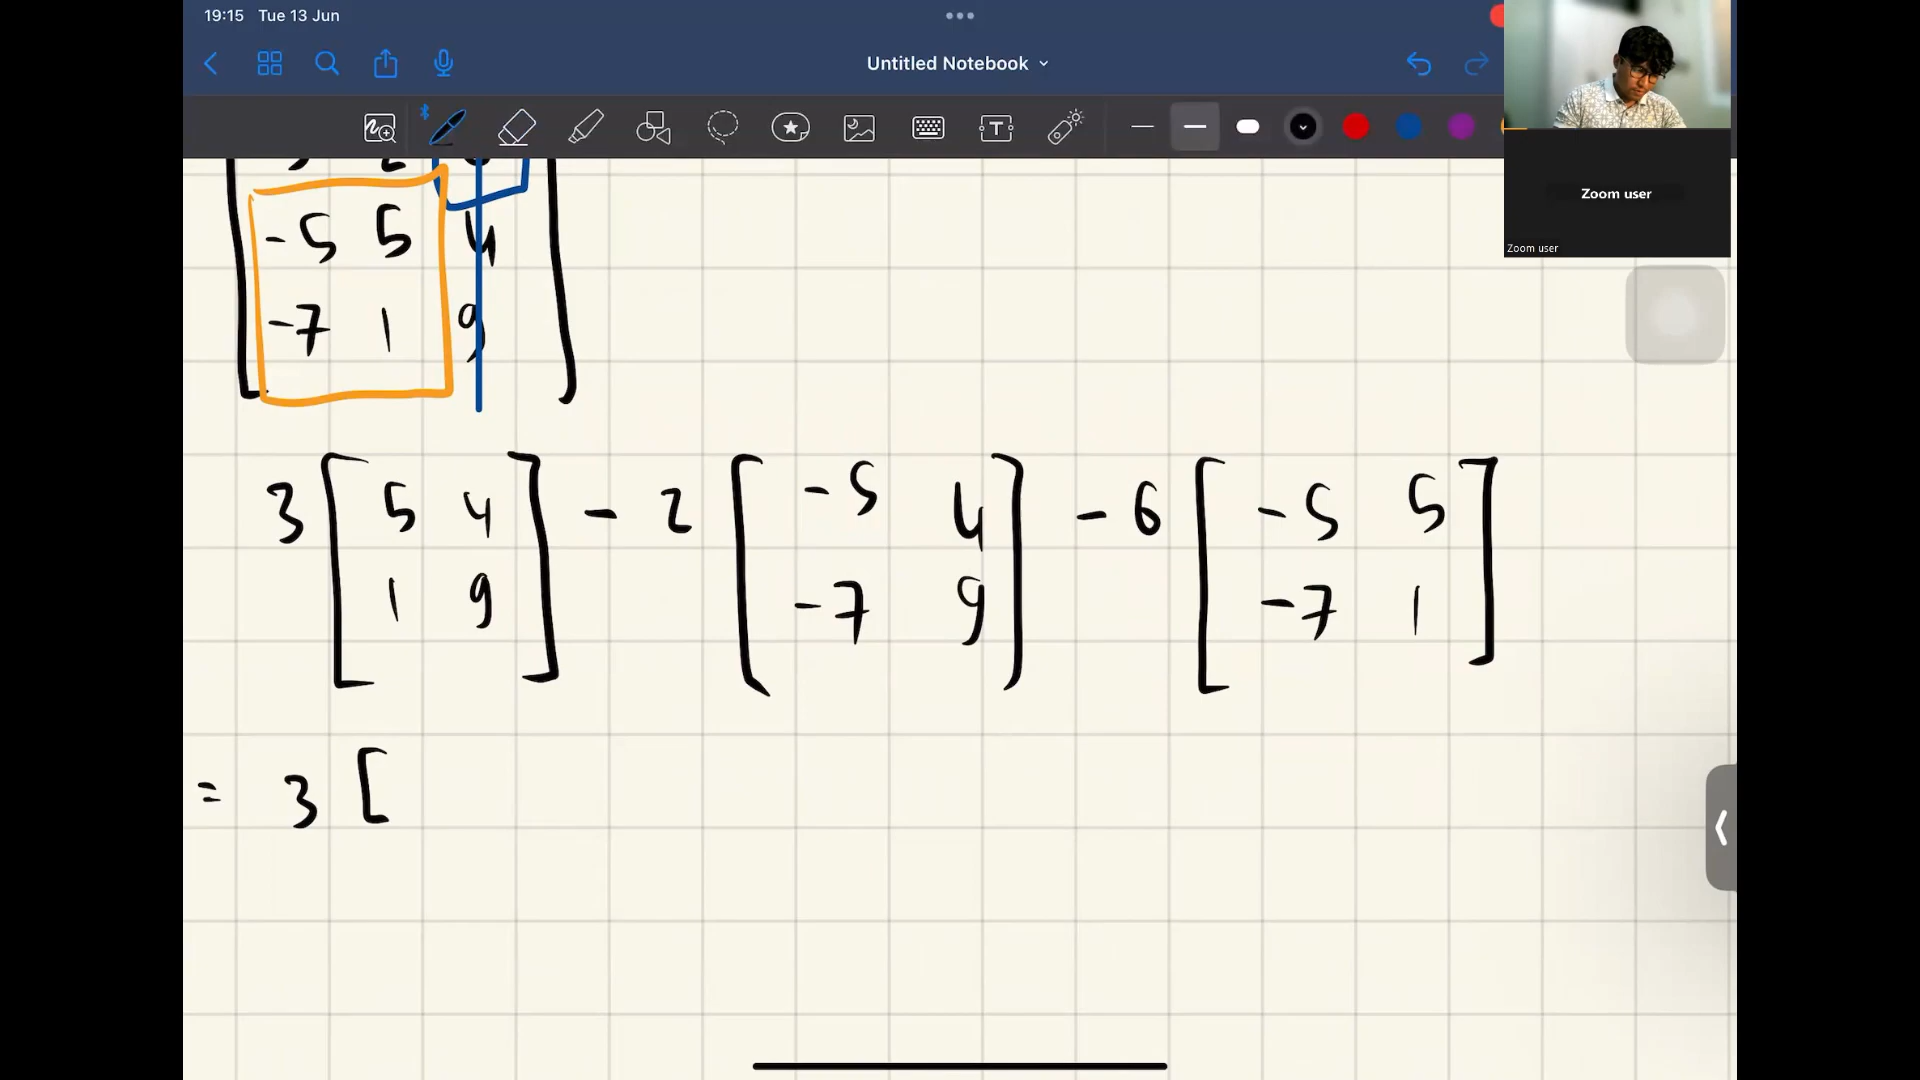 19:15 Tue 13 Jun
Untitled Notebook
T
Zoom user
Zoom user
-5 5 4
-7 1 9
3 [ 5 4 ] - 2 [ -5 4 ] - 6 [ -5 5 ]
1 9 -7 9 -7 1
= 3 [